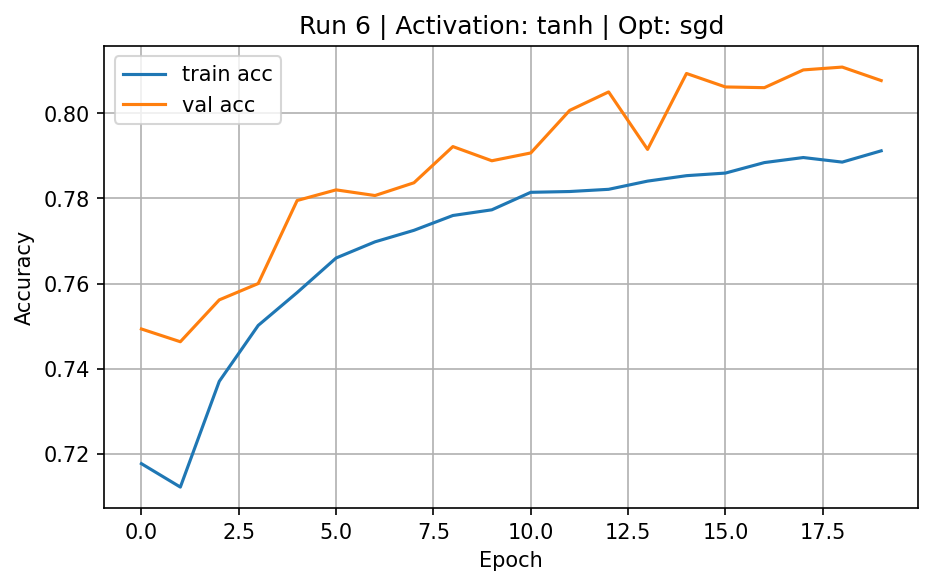 Run 6 | Activation: tanh | Opt: sgd
train acc
val acc
Accuracy
0.80
0.78
0.76
0.74
0.72
0.0 2.5 5.0 7.5 10.0 12.5 15.0 17.5
Epoch